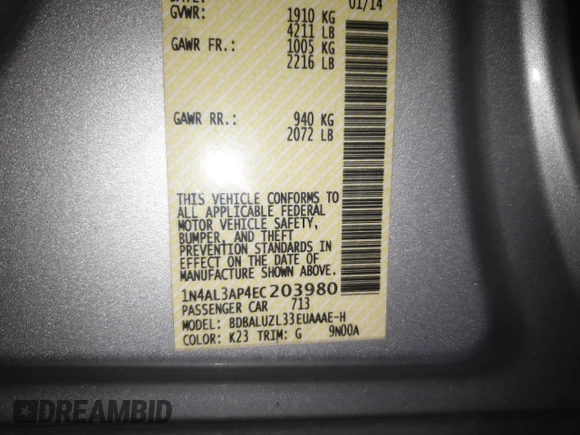 01/14
GVWR: 1910 KG
4211 LB
GAWR FR.: 1005 KG
2216 LB
GAWR RR.: 940 KG
2072 LB
THIS VEHICLE CONFORMS TO
ALL APPLICABLE FEDERAL
MOTOR VEHICLE SAFETY,
BUMPER, AND THEFT
PREVENTION STANDARDS IN
EFFECT ON THE DATE OF
MANUFACTURE SHOWN ABOVE.
1N4AL3AP4EC203980
PASSENGER CAR 713
MODEL: BDBALUZL33EUAAAE-H
COLOR: K23 TRIM: G 9N00A
DREAMBID